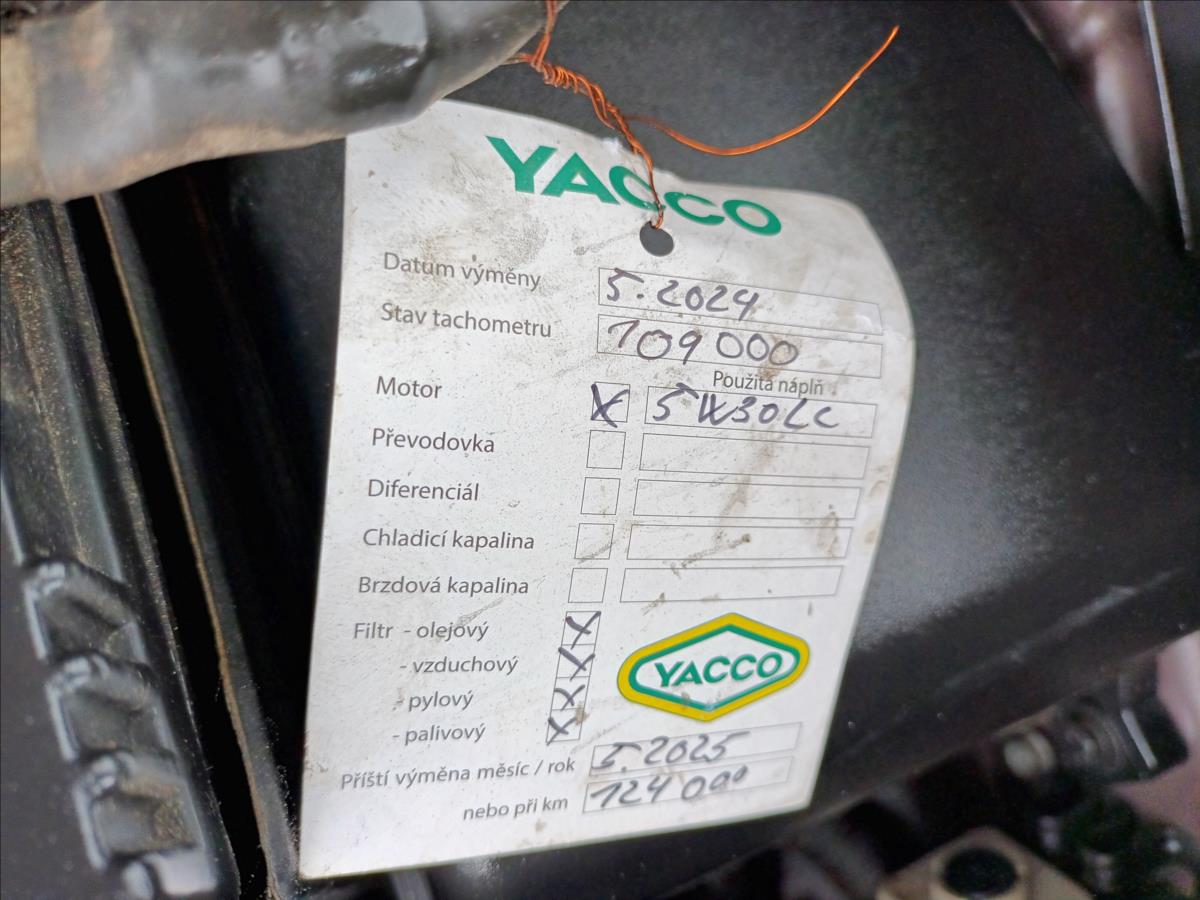 YACCO
Datum výměny 5.2024
Stav tachometru 109 000
Použitá náplň
Motor X 5W30LC
Převodovka
Diferenciál
Chladicí kapalina
Brzdová kapalina
Filtr - olejový X
- vzduchový X
- pylový X
- palivový X
YACCO
Příští výměna měsíc / rok 5.2025
nebo při km 124 000